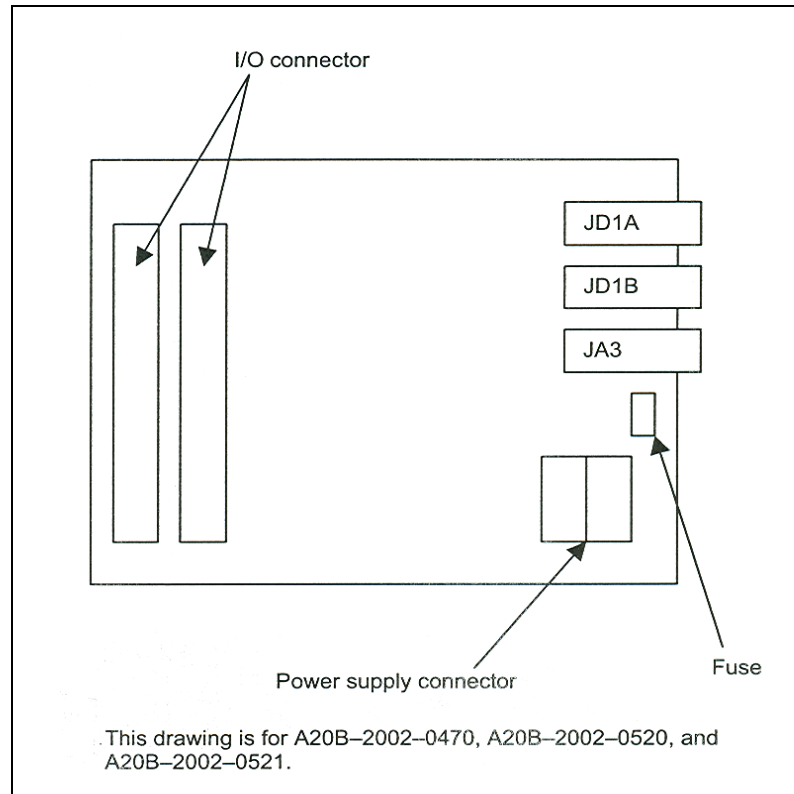 I/O connector
JD1A
JD1B
JA3
Fuse
Power supply connector
This drawing is for A20B–2002--0470, A20B–2002–0520, and
A20B–2002–0521.